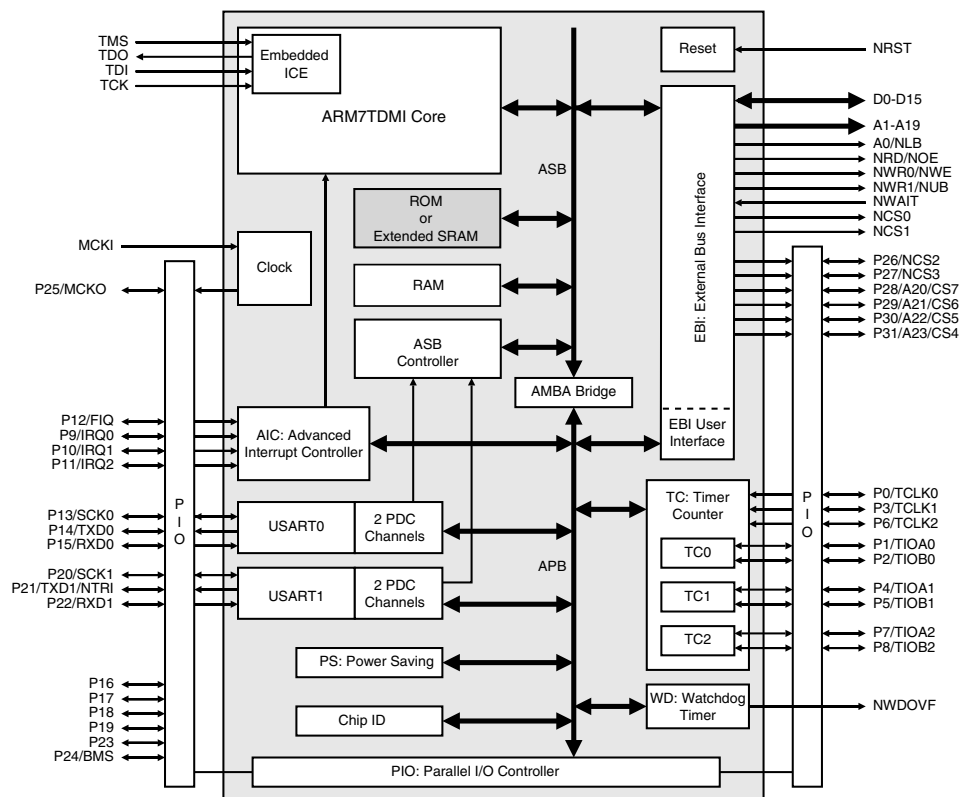 TMS
TDO
TDI
TCK
Embedded
ICE
ARM7TDMI Core
Reset
NRST
D0-D15
A1-A19
A0/NLB
NRD/NOE
NWR0/NWE
NWR1/NUB
NWAIT
NCS0
NCS1
ASB
EBI: External Bus Interface
ROM
or
Extended SRAM
MCKI
Clock
P25/MCKO
RAM
P26/NCS2
P27/NCS3
P28/A20/CS7
P29/A21/CS6
P30/A22/CS5
P31/A23/CS4
ASB
Controller
AMBA Bridge
EBI User
Interface
P12/FIQ
P9/IRQ0
P10/IRQ1
P11/IRQ2
AIC: Advanced
Interrupt Controller
P
I
O
P13/SCK0
P14/TXD0
P15/RXD0
USART0
2 PDC
Channels
P20/SCK1
P21/TXD1/NTRI
P22/RXD1
USART1
2 PDC
Channels
APB
TC: Timer
Counter
TC0
TC1
TC2
P
I
O
P0/TCLK0
P3/TCLK1
P6/TCLK2
P1/TIOA0
P2/TIOB0
P4/TIOA1
P5/TIOB1
P7/TIOA2
P8/TIOB2
PS: Power Saving
Chip ID
WD: Watchdog
Timer
NWDOVF
P16
P17
P18
P19
P23
P24/BMS
PIO: Parallel I/O Controller